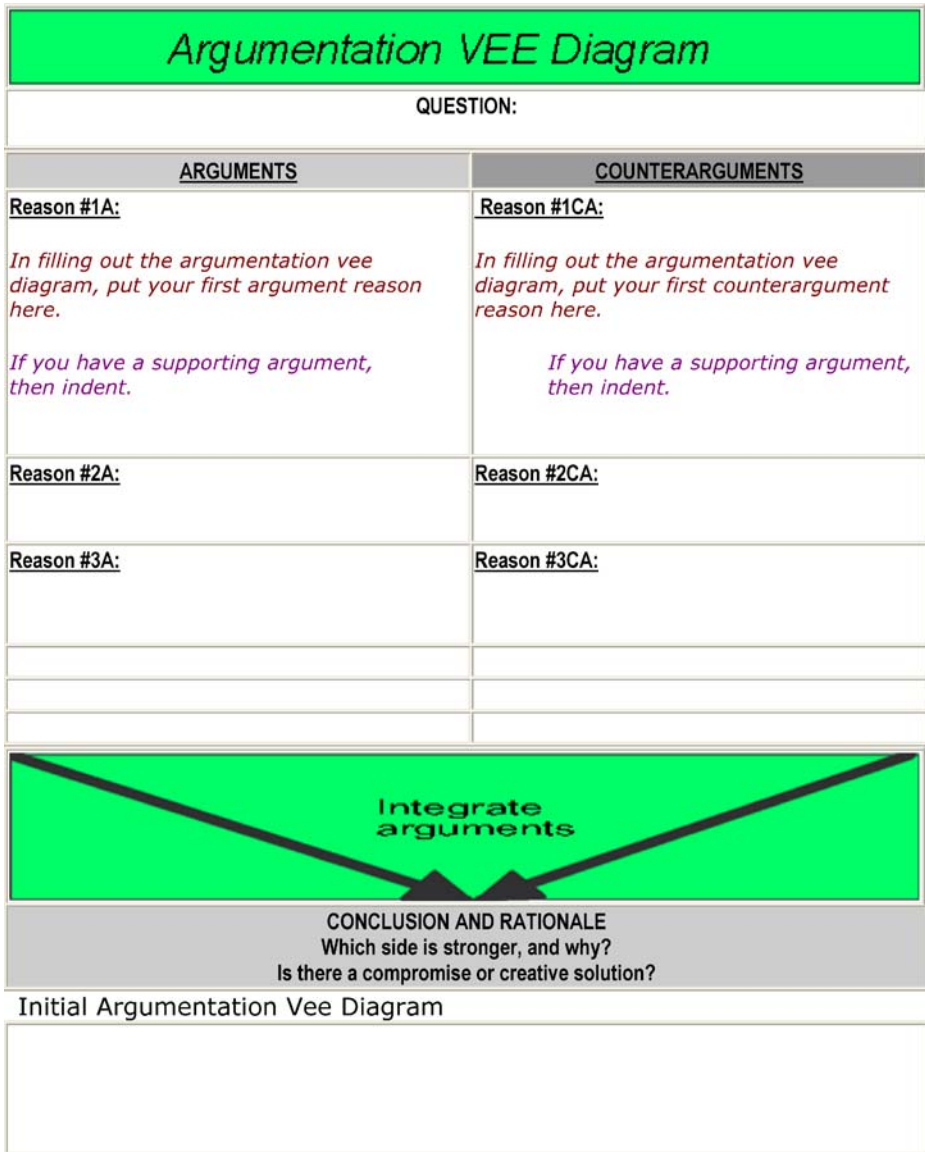 Argumentation VEE Diagram
QUESTION:
ARGUMENTS
COUNTERARGUMENTS
Reason #1A:
In filling out the argumentation vee
diagram, put your first argument reason
here.
If you have a supporting argument,
then indent.
Reason #1CA:
In filling out the argumentation vee
diagram, put your first counterargument
reason here.
If you have a supporting argument,
then indent.
Reason #2A:
Reason #2CA:
Reason #3A:
Reason #3CA:
Integrate
arguments
CONCLUSION AND RATIONALE
Which side is stronger, and why?
Is there a compromise or creative solution?
Initial Argumentation Vee Diagram